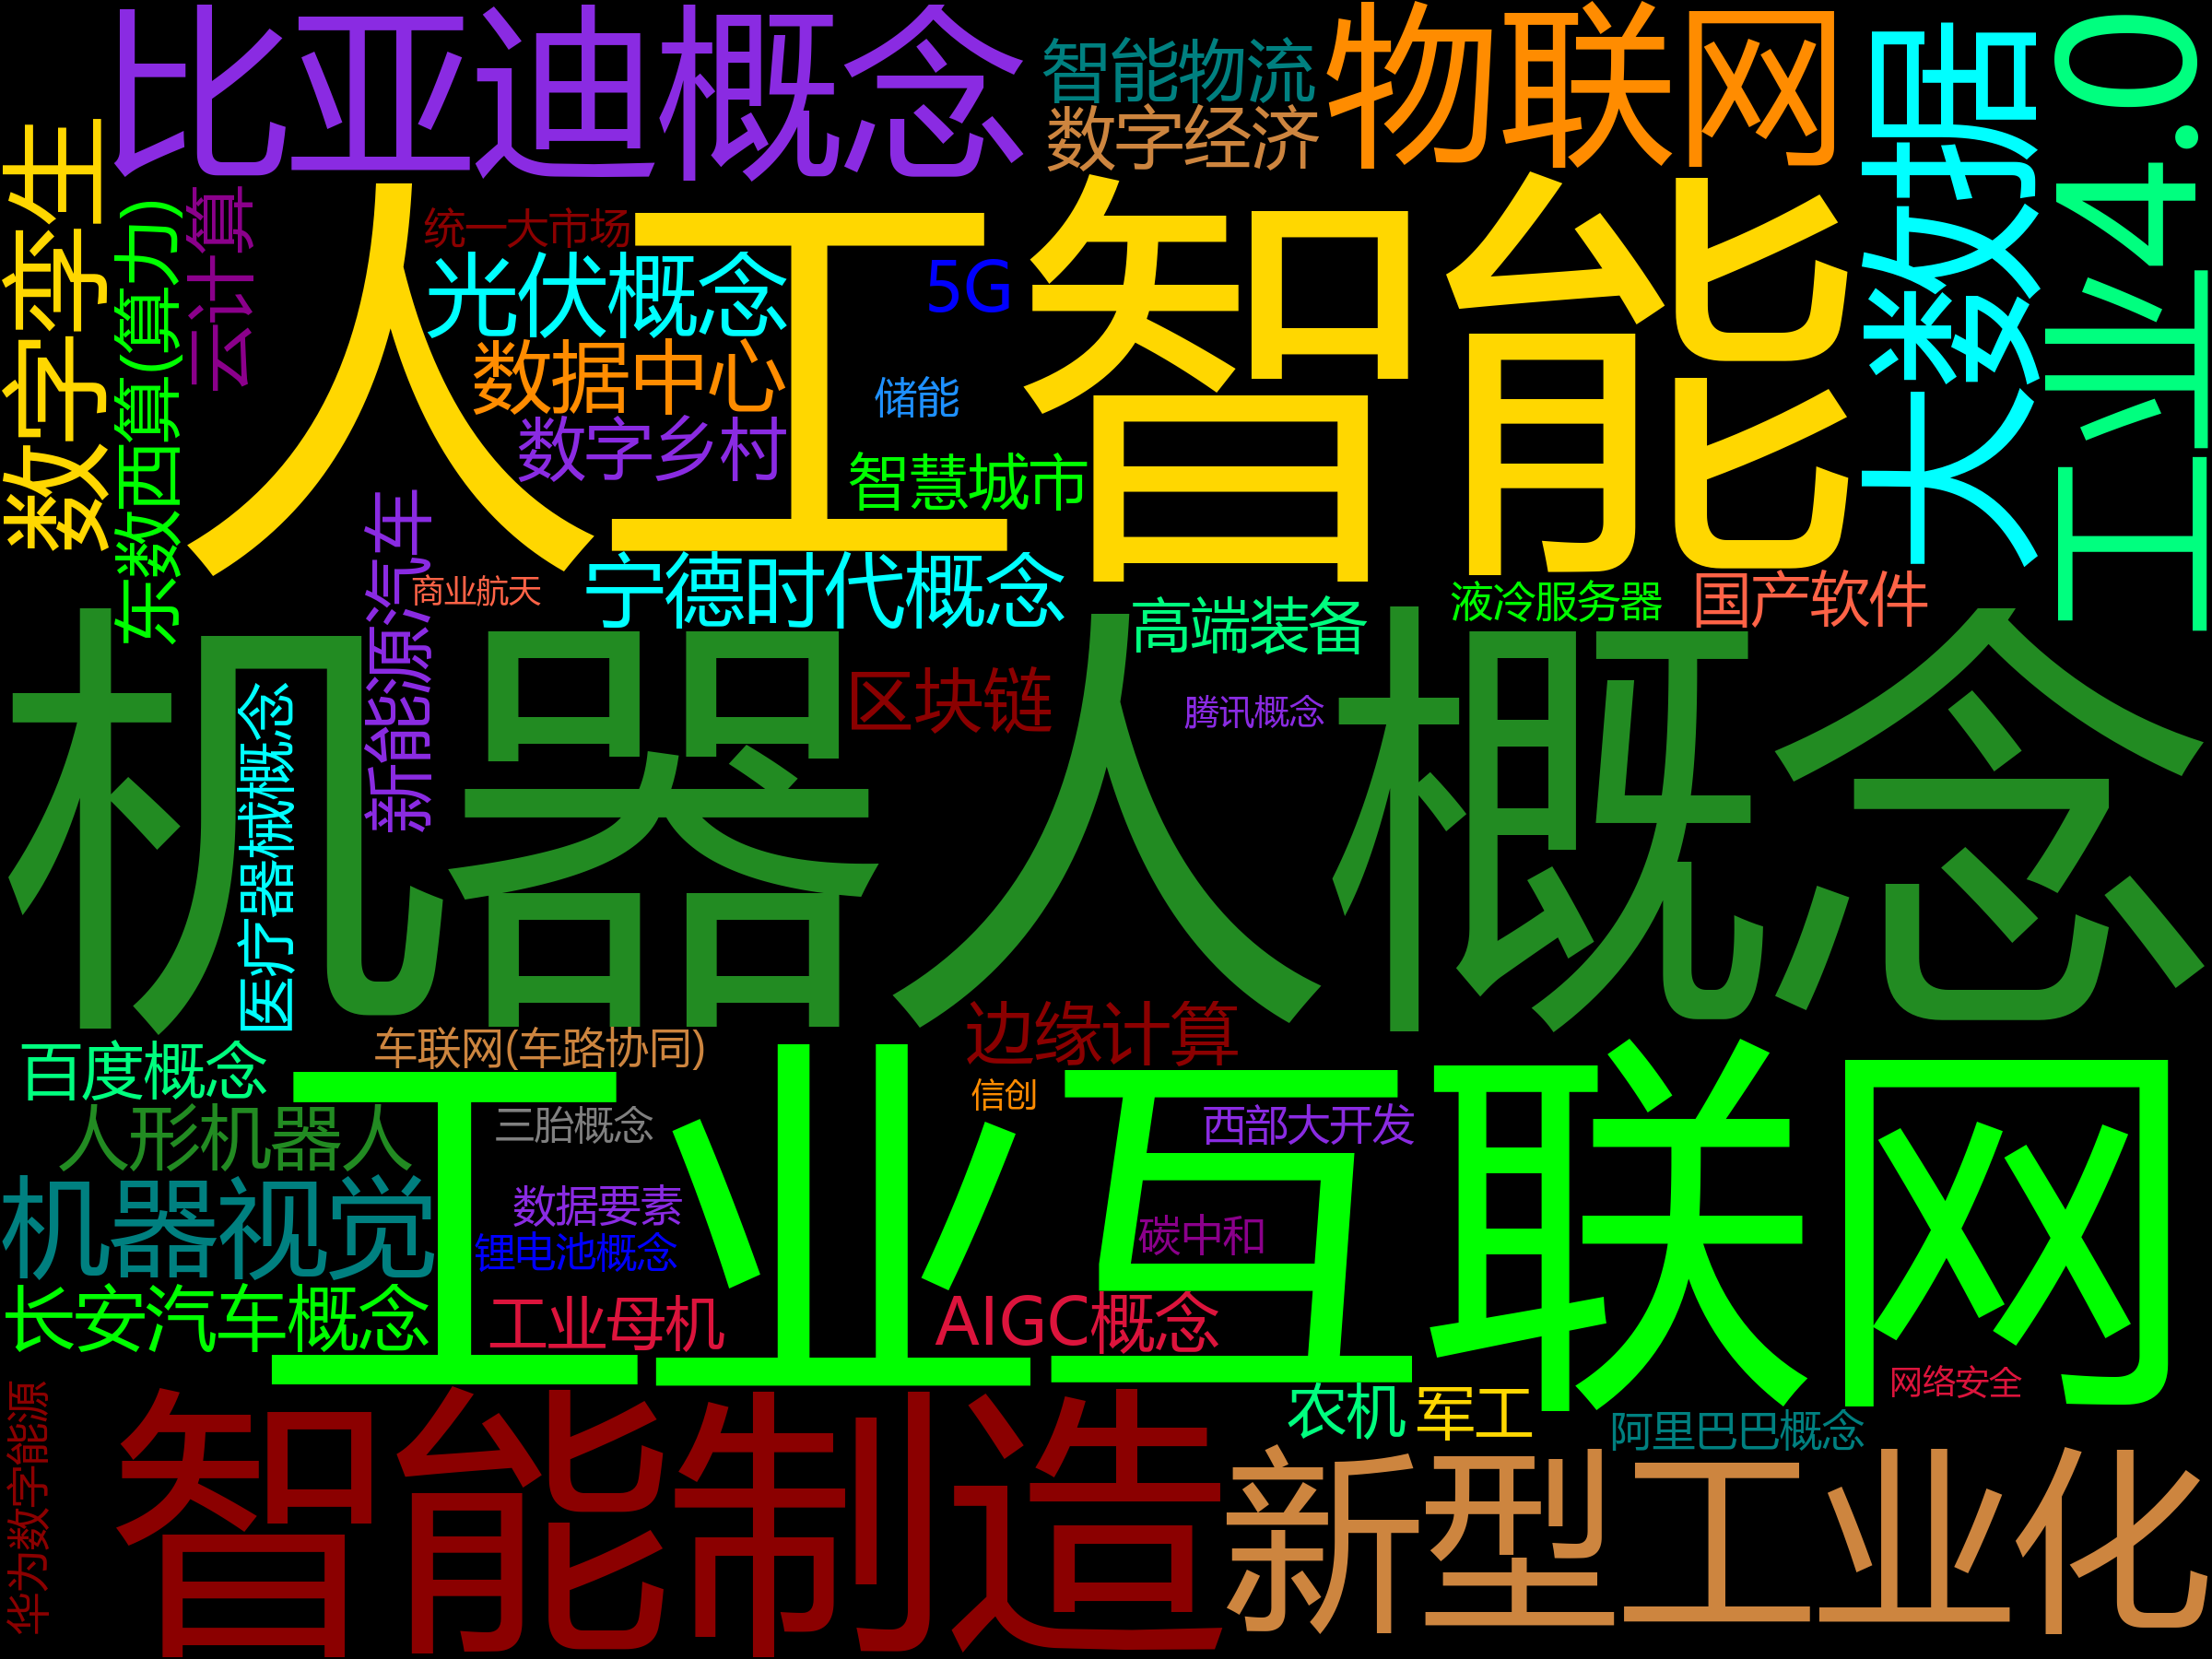 比亚迪概念
智能物流
数字经济
物联网
大数据
工业4.0
数字孪生
东数西算(算力)
云计算
人工智能
统一大市场
光伏概念
5G
数据中心
储能
数字乡村
智慧城市
新能源汽车
商业航天
宁德时代概念
高端装备
液冷服务器
国产软件
机器人概念
区块链
腾讯概念
医疗器械概念
百度概念
车联网(车路协同)
边缘计算
信创
人形机器人
三胎概念
西部大开发
工业互联网
机器视觉
数据要素
锂电池概念
碳中和
长安汽车概念
工业母机
AIGC概念
网络安全
农机
军工
阿里巴巴概念
华为数字能源
智能制造
新型工业化